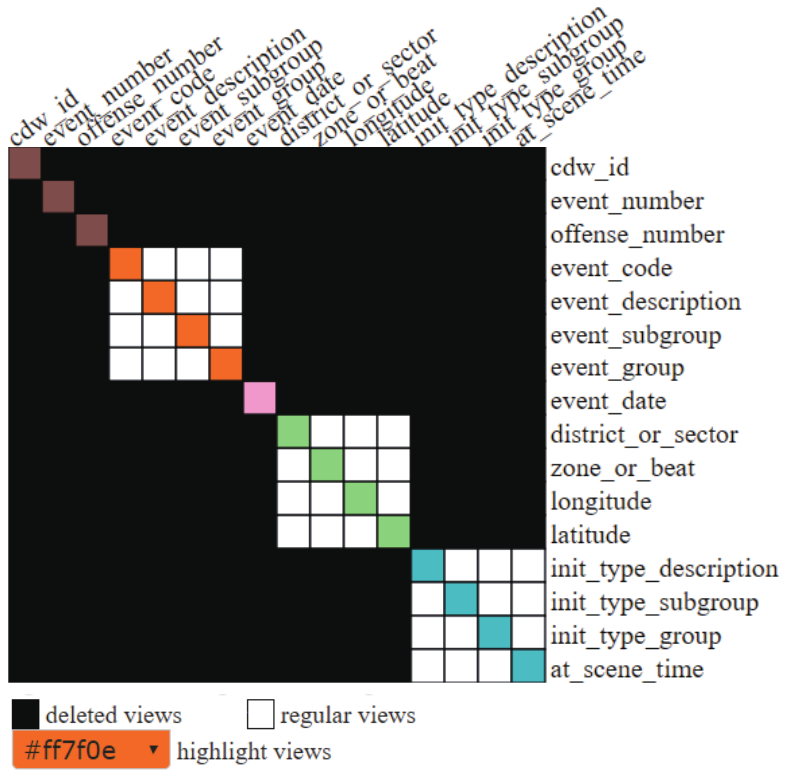 cdw_id
event_number
offense_number
event_code
event_description
event_subgroup
event_group
event_date
district_or_sector
zone_or_beat
longitude
latitude
init_type_description
init_type_subgroup
init_type_group
at_scene_time
cdw_id
event_number
offense_number
event_code
event_description
event_subgroup
event_group
event_date
district_or_sector
zone_or_beat
longitude
latitude
init_type_description
init_type_subgroup
init_type_group
at_scene_time
deleted views regular views
#ff7f0e highlight views